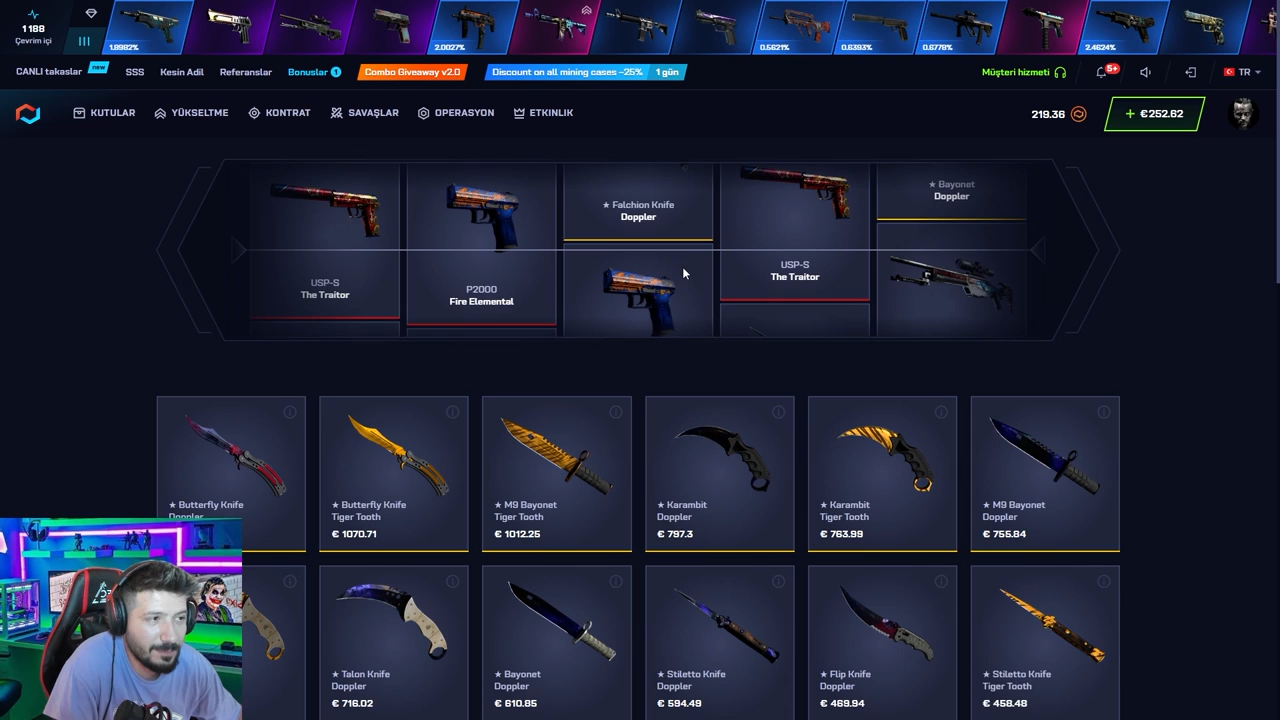 1 188
Çevrim içi
1.8982%
2.0027%
0.5621%
0.6393%
0.6778%
2.4624%
CANLI takaslar
new
SSS
Kesin Adil
Referanslar
Bonuslar 1
Combo Giveaway v2.0
Discount on all mining cases −25%
1 gün
Müşteri hizmeti
5+
TR
KUTULAR
YÜKSELTME
KONTRAT
SAVAŞLAR
OPERASYON
ETKINLIK
219.36
+ €252.62
USP-S
The Traitor
P2000
Fire Elemental
★ Falchion Knife
Doppler
USP-S
The Traitor
★ Bayonet
Doppler
★ Butterfly Knife
Doppler
★ Butterfly Knife
Tiger Tooth
€ 1070.71
★ M9 Bayonet
Tiger Tooth
€ 1012.25
★ Karambit
Doppler
€ 797.3
★ Karambit
Tiger Tooth
€ 763.99
★ M9 Bayonet
Doppler
€ 755.84
★ Talon Knife
Doppler
€ 716.02
★ Bayonet
Doppler
€ 610.85
★ Stiletto Knife
Doppler
€ 594.49
★ Flip Knife
Doppler
€ 469.94
★ Stiletto Knife
Tiger Tooth
€ 458.48